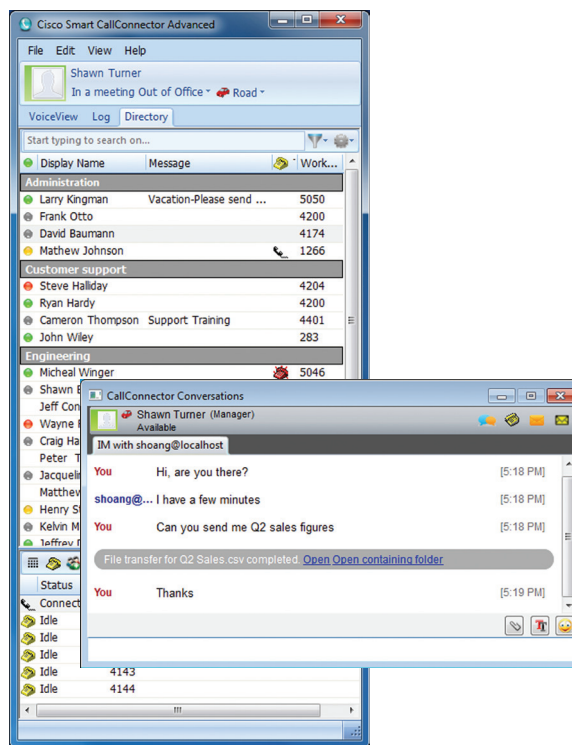 Cisco Smart CallConnector Advanced
File Edit View Help
Shawn Turner
In a meeting Out of Office Road
VoiceView Log Directory
Start typing to search on...
Display Name Message Work...
Administration
Larry Kingman Vacation-Please send ... 5050
Frank Otto 4200
David Baumann 4174
Mathew Johnson 1266
Customer support
Steve Halliday 4204
Ryan Hardy 4200
Cameron Thompson Support Training 4401
John Wiley 283
Engineering
Micheal Winger 5046
Shawn
Jeff Con
Wayne
Craig Ha
Peter T
Jacquelin
Matthew
Henry S
Kelvin M
Jeffrey
CallConnector Conversations
Shawn Turner (Manager)
Available
IM with shoang@localhost
You Hi, are you there? [5:18 PM]
shoang@... I have a few minutes [5:18 PM]
You Can you send me Q2 sales figures [5:18 PM]
File transfer for Q2 Sales.csv completed. Open Open containing folder
You Thanks [5:19 PM]
Status
Connect
Idle
Idle
Idle
Idle 4143
Idle 4144